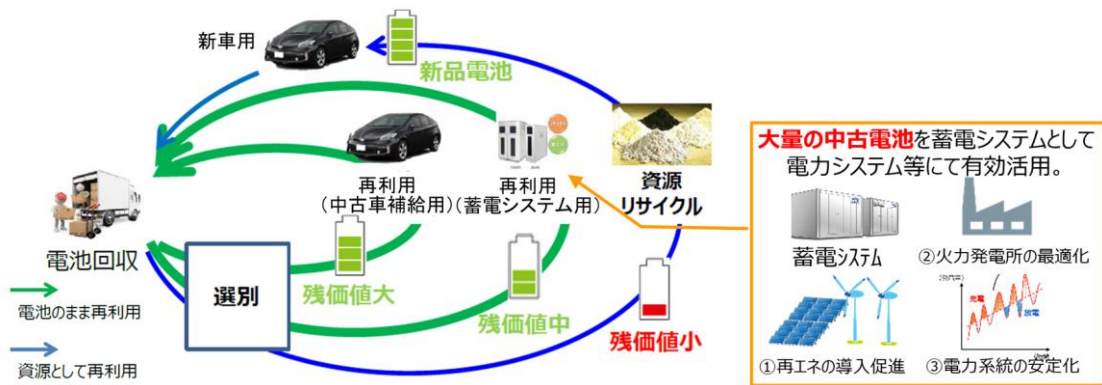 新車用
新品電池
再利用
(中古車補給用)
再利用
(蓄電システム用)
資源
リサイクル
電池回収
選別
残価値大
残価値中
残価値小
電池のまま再利用
資源として再利用
大量の中古電池を蓄電システムとして
電力システム等にて有効活用。
蓄電システム
②火力発電所の最適化
充電
放電
①再エネの導入促進
③電力系統の安定化